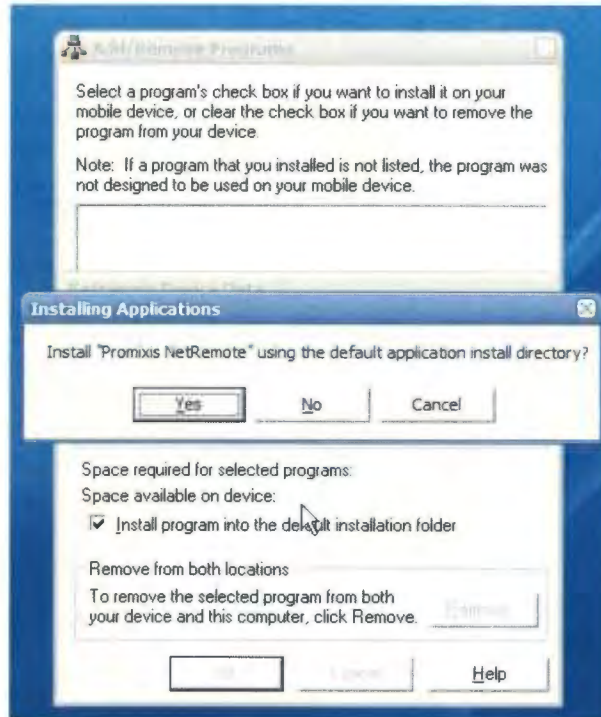 Add/Remove Programs
Select a program's check box if you want to install it on your
mobile device, or clear the check box if you want to remove the
program from your device.
Note: If a program that you installed is not listed, the program was
not designed to be used on your mobile device.
Installing Applications
Install "Promixis NetRemote" using the default application install directory?
Yes No Cancel
Space required for selected programs:
Space available on device:
Install program into the default installation folder
Remove from both locations
To remove the selected program from both
your device and this computer, click Remove.
Remove
Help